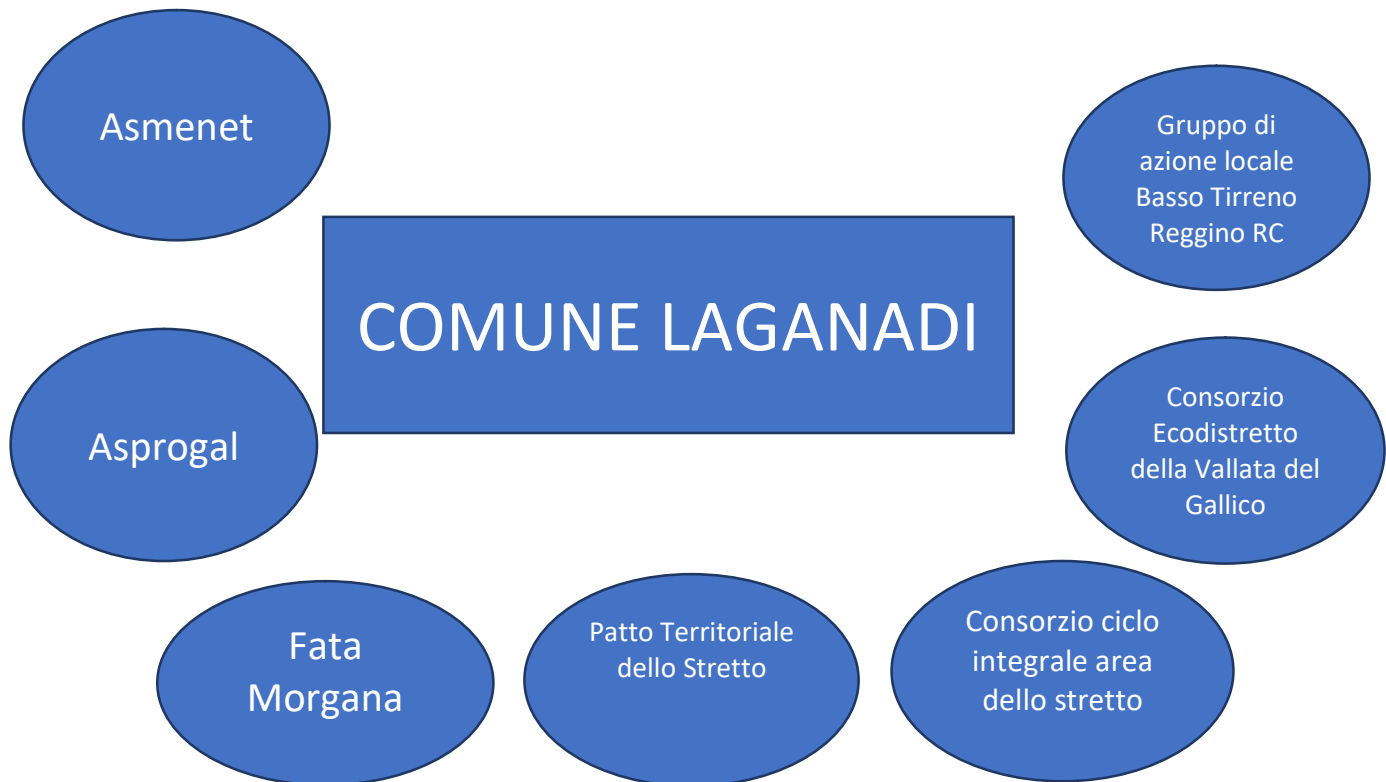 Asmenet
Gruppo di
azione locale
Basso Tirreno
Reggino RC
COMUNE LAGANADI
Asprogal
Consorzio
Ecodistretto
della Vallata del
Gallico
Fata
Morgana
Patto Territoriale
dello Stretto
Consorzio ciclo
integrale area
dello stretto